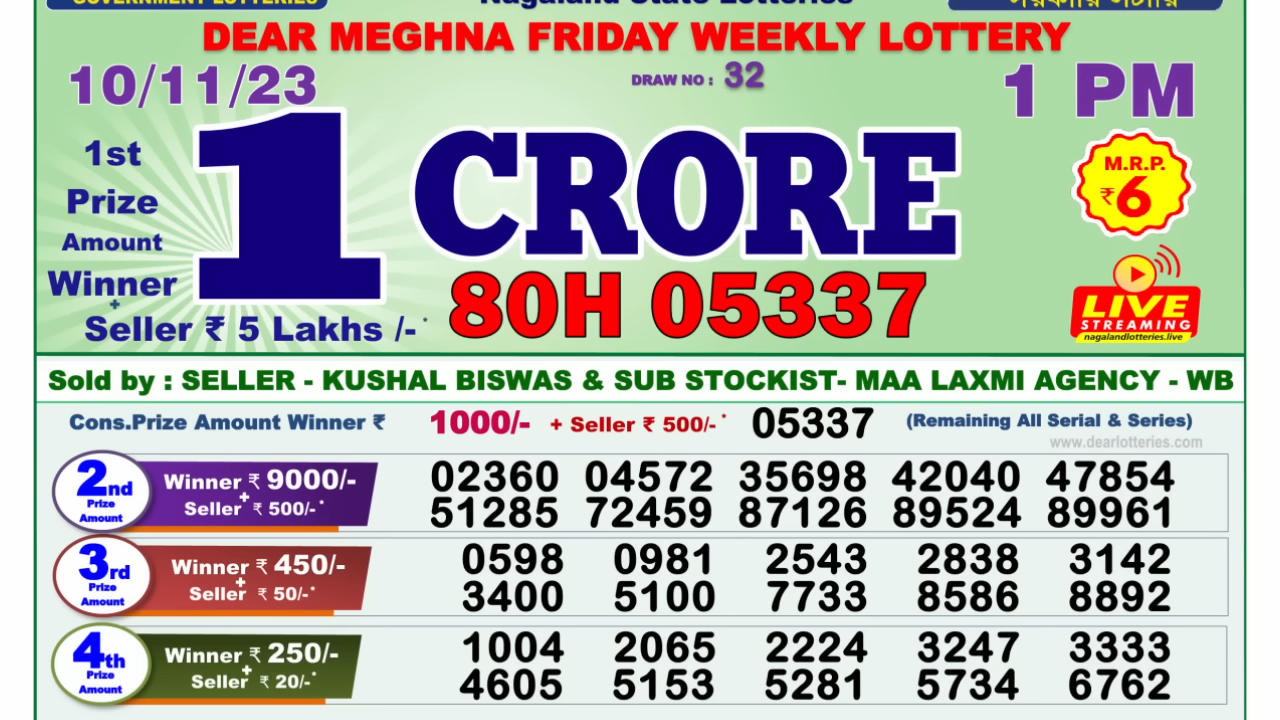 GOVERNMENT LOTTERIES
Nagaland State Lotteries
DEAR MEGHNA FRIDAY WEEKLY LOTTERY
10/11/23
DRAW NO : 32
1 PM
1st
Prize
Amount
Winner
+
Seller ₹ 5 Lakhs /-*
1 CRORE
80H 05337
M.R.P.
₹6
LIVE
STREAMING
nagalandlotteries.live
Sold by : SELLER - KUSHAL BISWAS & SUB STOCKIST- MAA LAXMI AGENCY - WB
Cons.Prize Amount Winner ₹ 1000/- + Seller ₹ 500/-* 05337 (Remaining All Serial & Series)
www.dearlotteries.com
2nd
Prize
Amount
Winner ₹ 9000/-
+
Seller ₹ 500/-*
02360 04572 35698 42040 47854
51285 72459 87126 89524 89961
3rd
Prize
Amount
Winner ₹ 450/-
+
Seller ₹ 50/-*
0598 0981 2543 2838 3142
3400 5100 7733 8586 8892
4th
Prize
Amount
Winner ₹ 250/-
+
Seller ₹ 20/-*
1004 2065 2224 3247 3333
4605 5153 5281 5734 6762